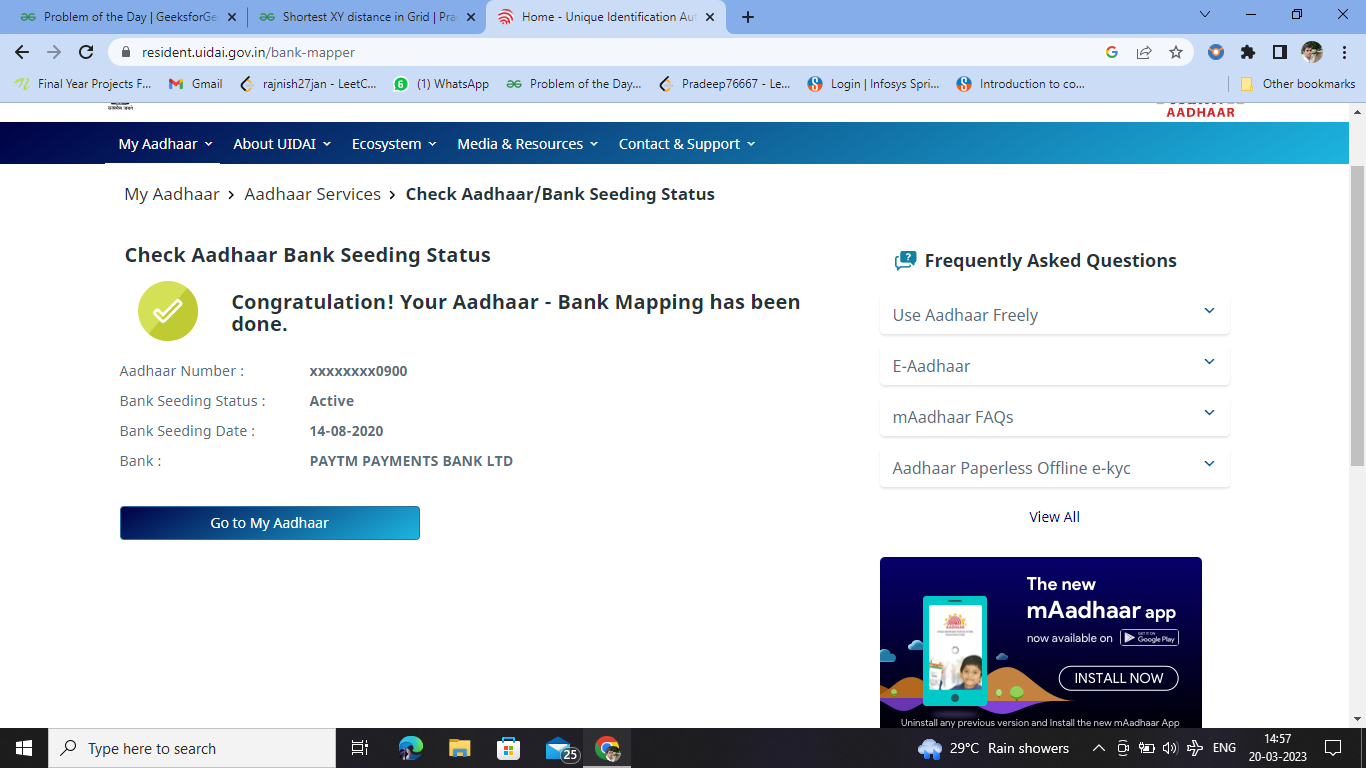 Problem of the Day | GeeksforGe
Shortest XY distance in Grid | Pra
Home - Unique Identification Aut
resident.uidai.gov.in/bank-mapper
Final Year Projects F...
Gmail
rajnish27jan - LeetC...
6
(1) WhatsApp
Problem of the Day...
Pradeep76667 - Le...
Login | Infosys Spri...
Introduction to co...
Other bookmarks
सत्यमेव जयते
AADHAAR
My Aadhaar
About UIDAI
Ecosystem
Media & Resources
Contact & Support
My Aadhaar > Aadhaar Services > Check Aadhaar/Bank Seeding Status
Check Aadhaar Bank Seeding Status
Congratulation! Your Aadhaar - Bank Mapping has been
done.
Aadhaar Number : xxxxxxxx0900
Bank Seeding Status : Active
Bank Seeding Date : 14-08-2020
Bank : PAYTM PAYMENTS BANK LTD
Go to My Aadhaar
Frequently Asked Questions
Use Aadhaar Freely
E-Aadhaar
mAadhaar FAQs
Aadhaar Paperless Offline e-kyc
View All
The new
mAadhaar app
now available on
GET IT ON
Google Play
AADHAAR
INSTALL NOW
Uninstall any previous version and Install the new mAadhaar App
Type here to search
25
29°C Rain showers
ENG
14:57
20-03-2023